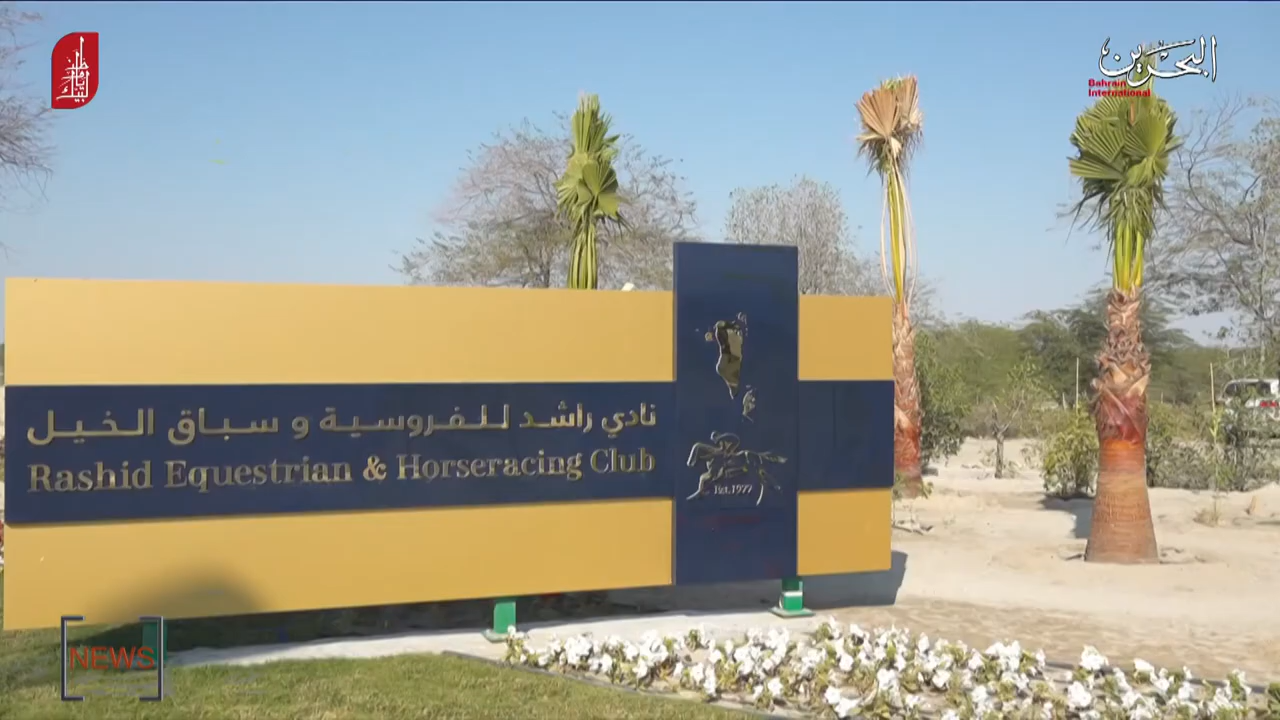 البحرين
Bahrain
International
نادي راشد للفروسية و سباق الخيل
Rashid Equestrian & Horseracing Club
Est.1977
NEWS